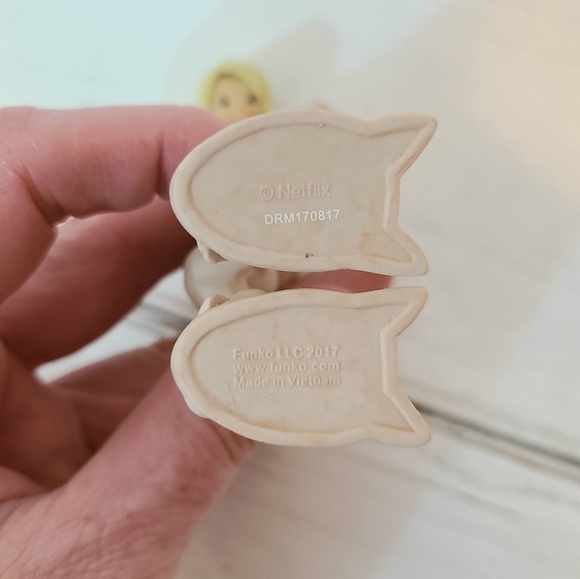 © Netflix
DRM170817
Funko LLC 2017
www.funko.com
Made in Vietnam